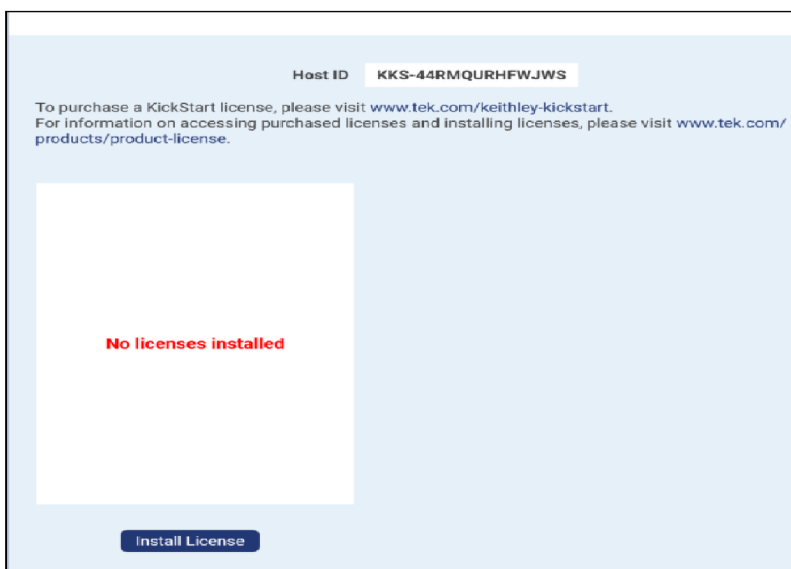 Host ID KKS-44RMQURHFWJWS
To purchase a KickStart license, please visit www.tek.com/keithley-kickstart.
For information on accessing purchased licenses and installing licenses, please visit www.tek.com/
products/product-license.
No licenses installed
Install License